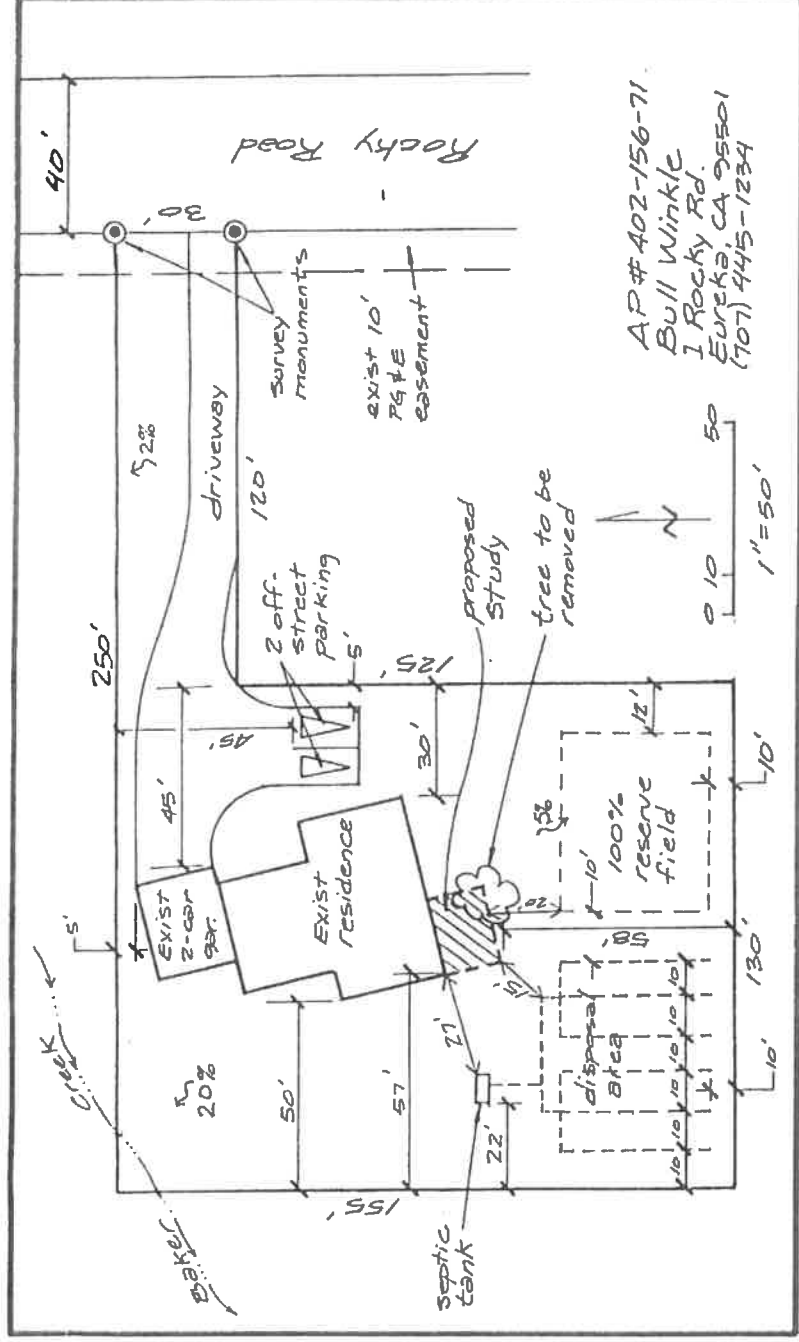 Baker
Creek
5'
250'
40'
20%
Exist
2-car
gar.
45'
45'
2%
driveway
120'
30'
Rocky Road
survey
monuments
exist 10'
PG&E
easement
2 off-
street
parking
5'
Exist
residence
50'
57'
155'
125'
30'
proposed
study
tree to be
removed
27'
15'
20'
septic
tank
22'
disposal
area
58'
10'
5%
100%
reserve
field
12'
10 10 10 10 10 10
10'
130'
10'
0 10 50
1"=50'
AP# 402-156-71
Bull Winkle
1 Rocky Rd.
Eureka, CA 95501
(707) 445-1234